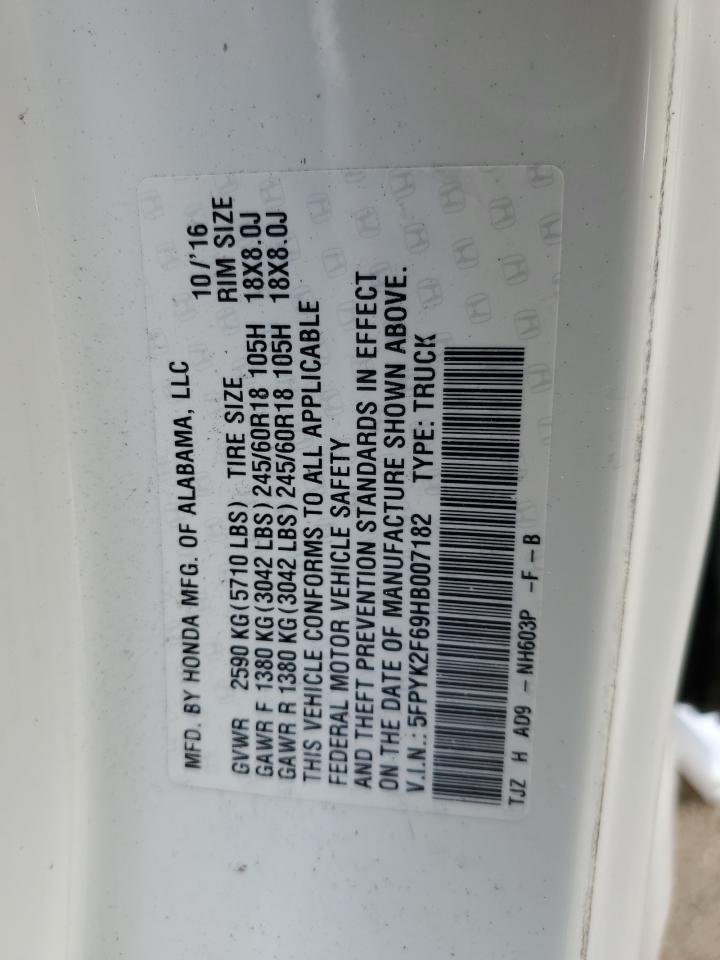 MFD. BY HONDA MFG. OF ALABAMA, LLC 10/'16
GVWR 2590 KG(5710 LBS) TIRE SIZE RIM SIZE
GAWR F 1380 KG(3042 LBS)245/60R18 105H 18X8.0J
GAWR R 1380 KG(3042 LBS)245/60R18 105H 18X8.0J
THIS VEHICLE CONFORMS TO ALL APPLICABLE
FEDERAL MOTOR VEHICLE SAFETY
AND THEFT PREVENTION STANDARDS IN EFFECT
ON THE DATE OF MANUFACTURE SHOWN ABOVE.
V.I.N.: 5FPYK2F69HB007182 TYPE: TRUCK
TJZ H AD9 - NH603P -F-B